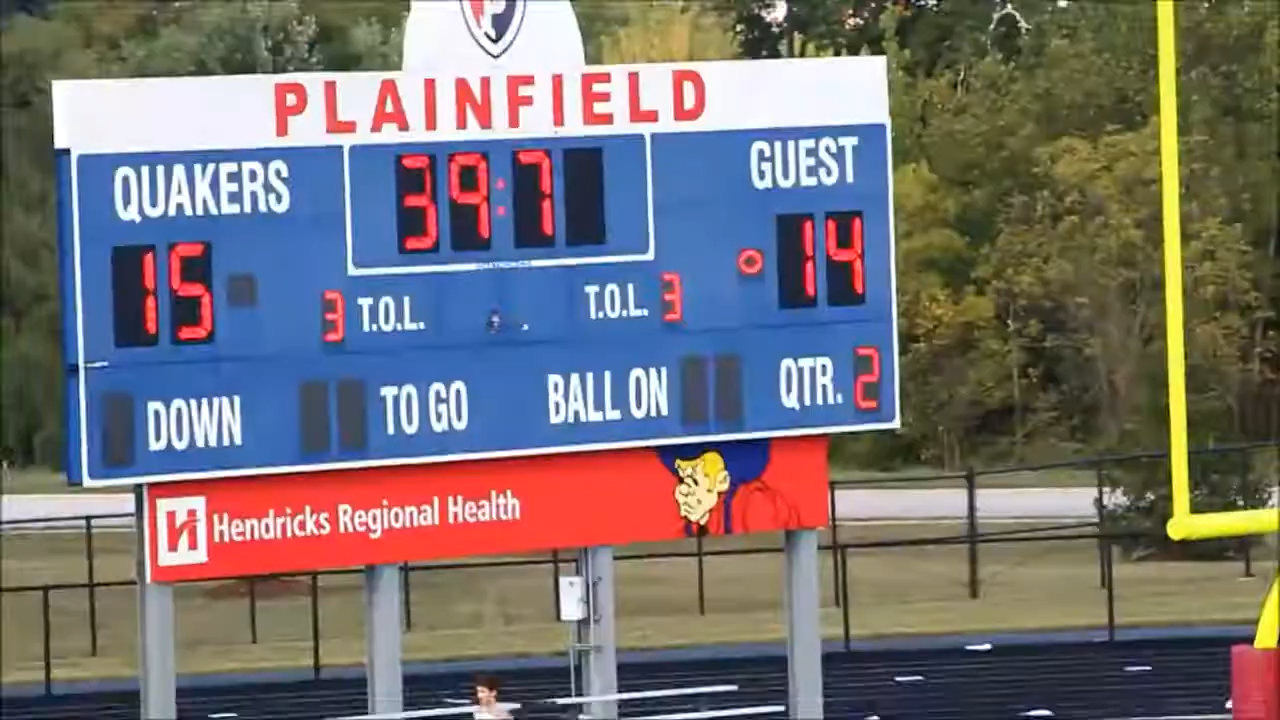 PLAINFIELD
QUAKERS 39:7 GUEST
15 14
3 T.O.L. T.O.L. 3
DOWN TO GO BALL ON QTR. 2
H Hendricks Regional Health